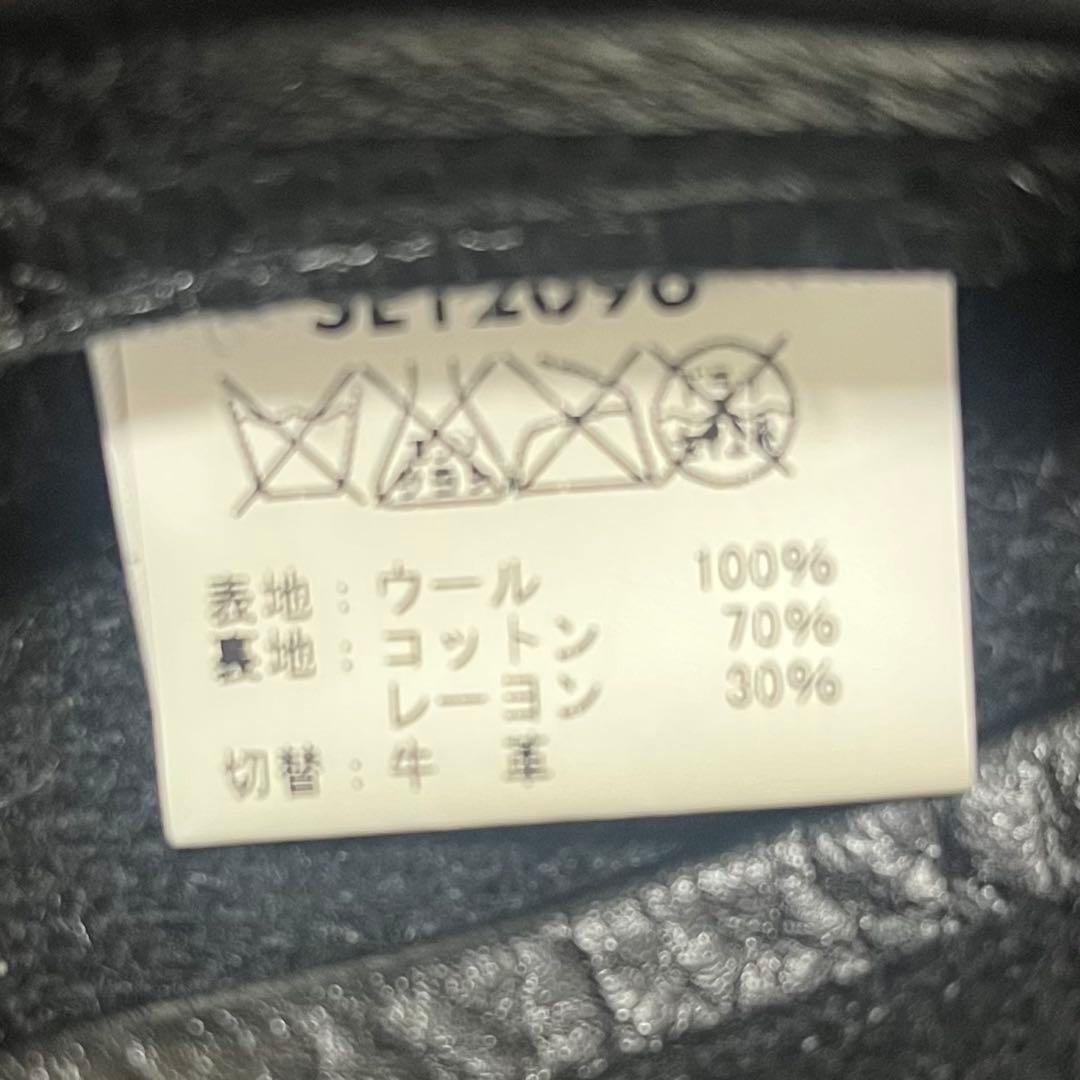 表地：ウール 100%
裏地：コットン 70%
レーヨン 30%
切替：牛 革